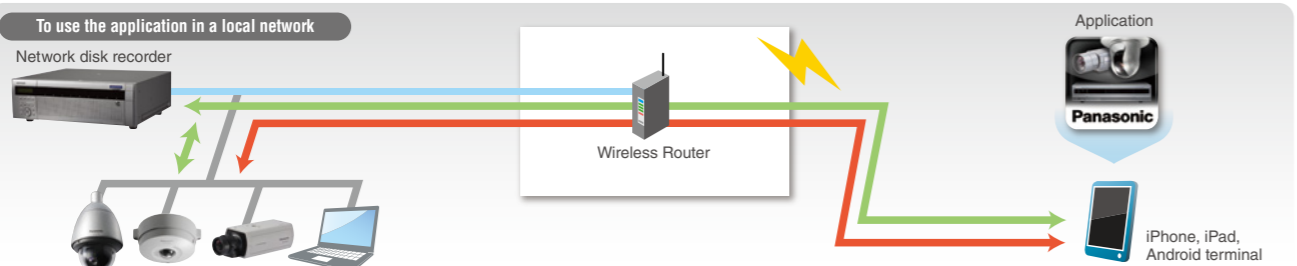 To use the application in a local network
Network disk recorder
Wireless Router
Application
Panasonic
iPhone, iPad,
Android terminal